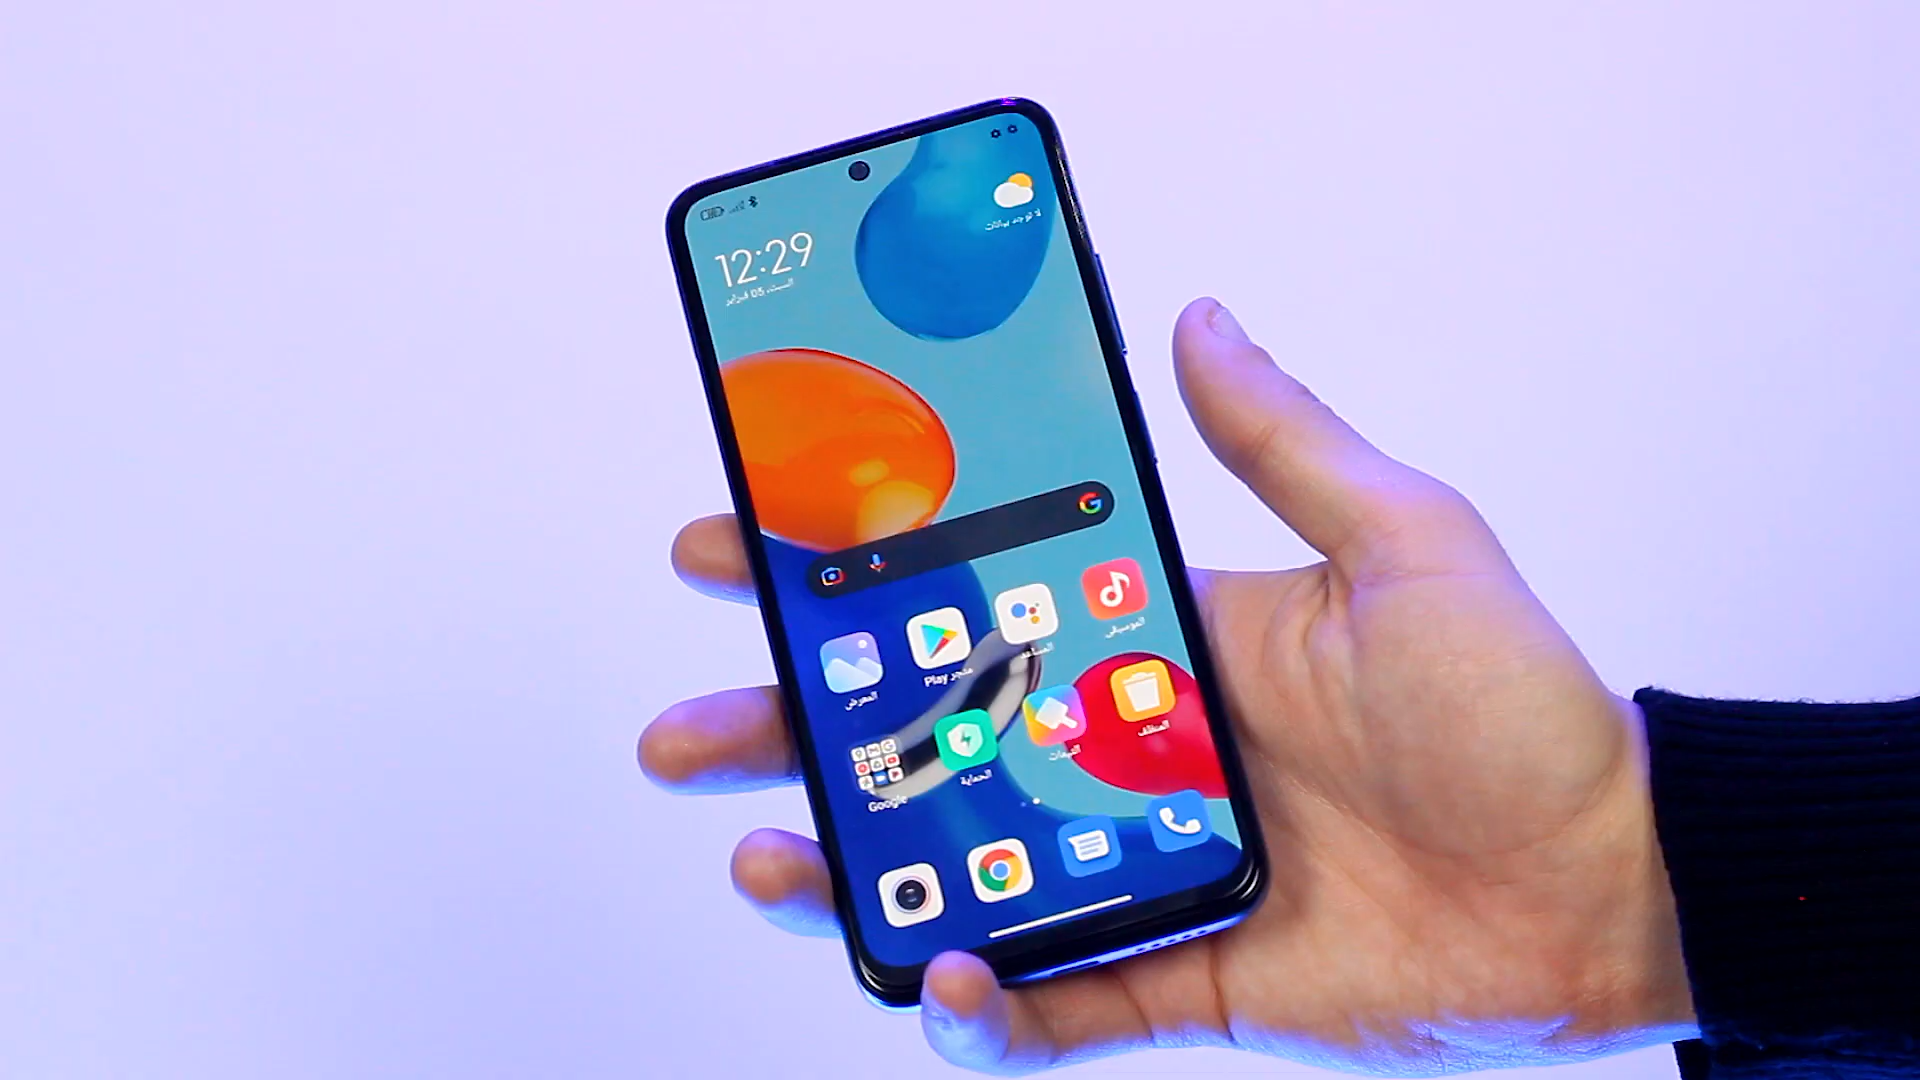 12:29
السبت، 05 فبراير
لا توجد بيانات
الموسيقى
المساعد
متجر Play
المعرض
المنظف
الثيمات
الحماية
Google